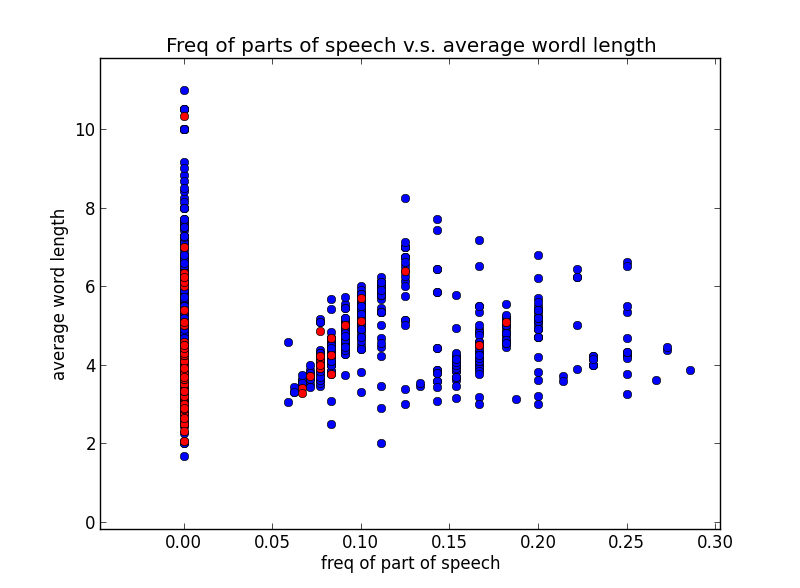 Freq of parts of speech v.s. average wordl length
10
8
6
4
2
0
average word length
0.00 0.05 0.10 0.15 0.20 0.25 0.30
freq of part of speech